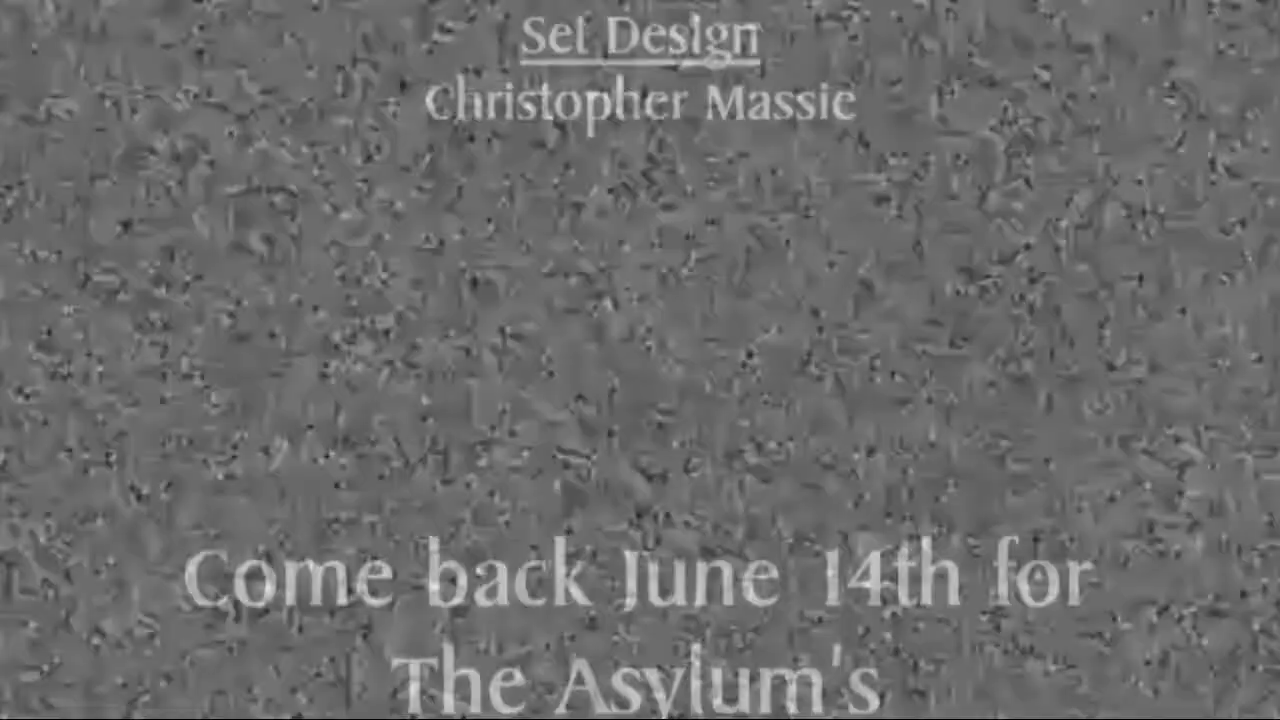 Set Design
Christopher Massie
Come back June 14th for
The Asylum's